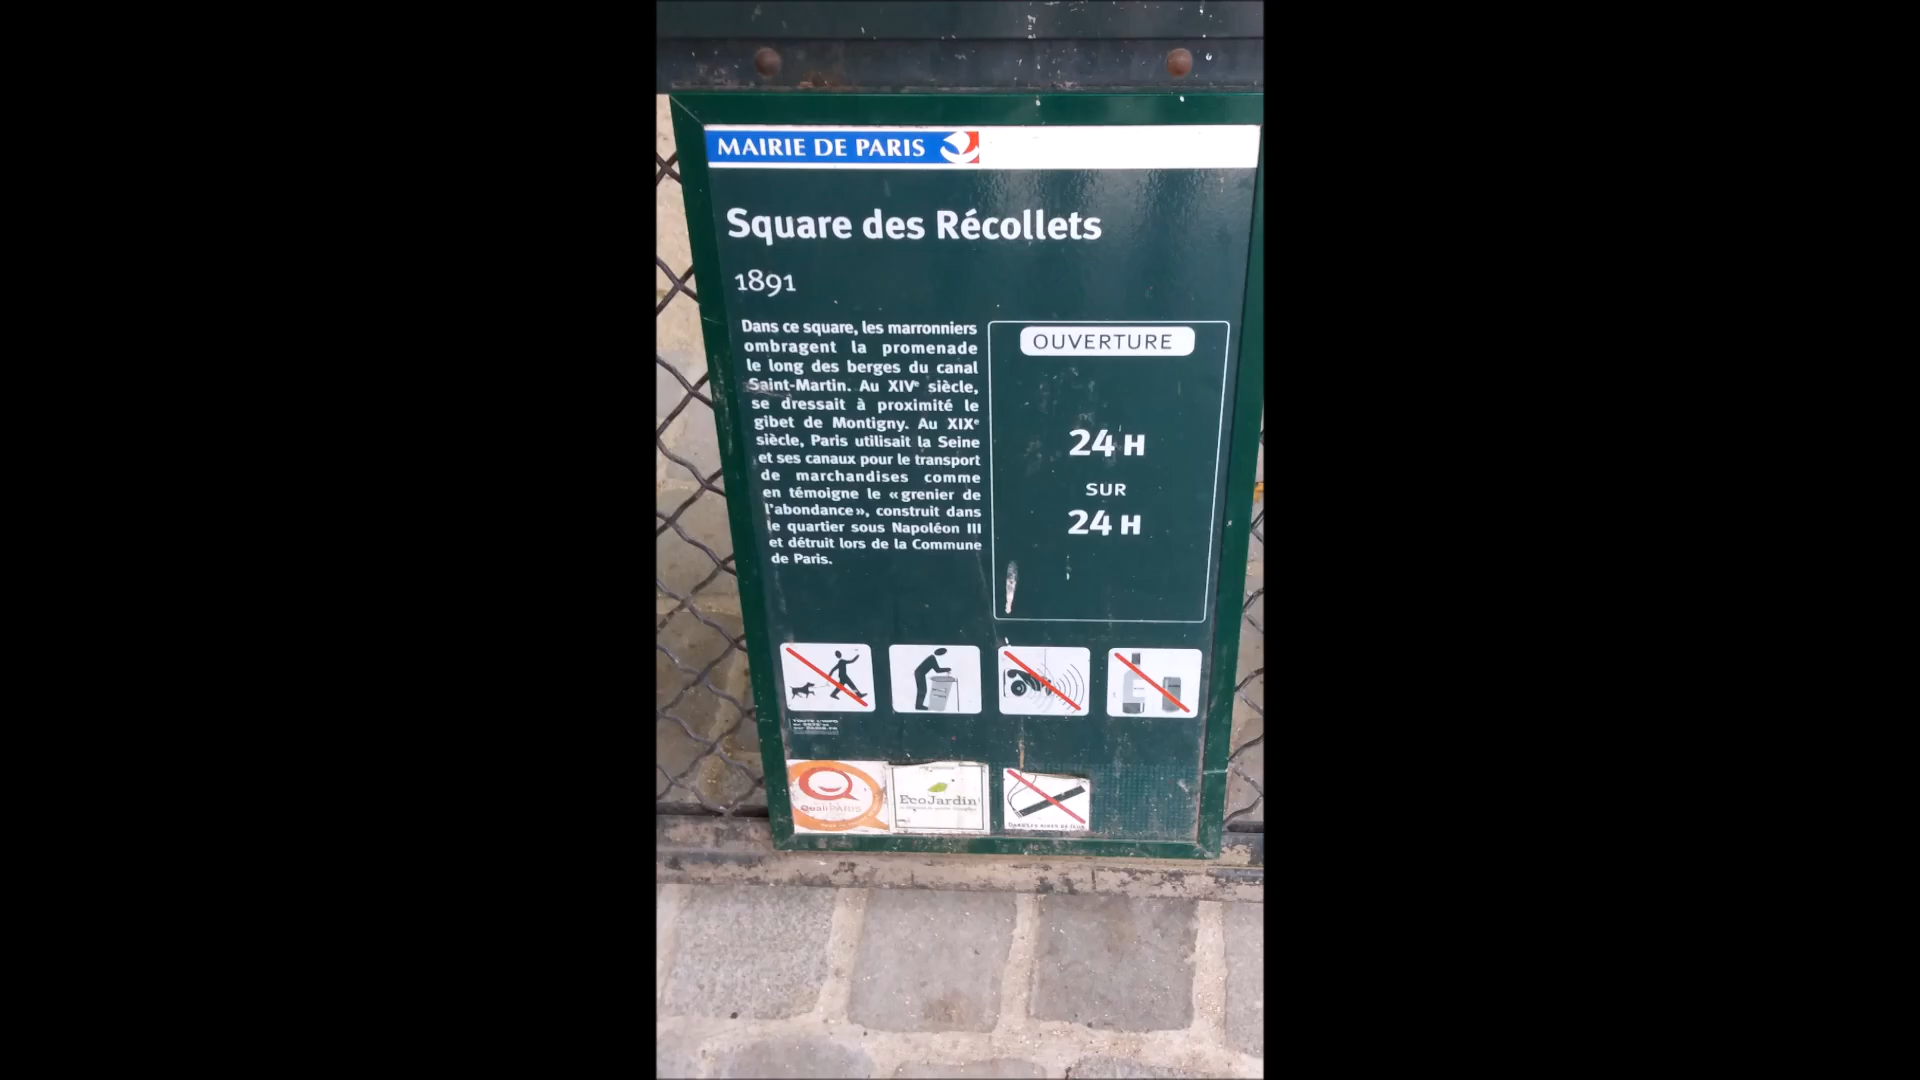 MAIRIE DE PARIS
Square des Récollets
1891
Dans ce square, les marronniers
ombragent la promenade
le long des berges du canal
Saint-Martin. Au XIVe siècle,
se dressait à proximité le
gibet de Montigny. Au XIXe
siècle, Paris utilisait la Seine
et ses canaux pour le transport
de marchandises comme
en témoigne le « grenier de
l'abondance », construit dans
le quartier sous Napoléon III
et détruit lors de la Commune
de Paris.
OUVERTURE
24 H
SUR
24 H
QualiPARIS
EcoJardin